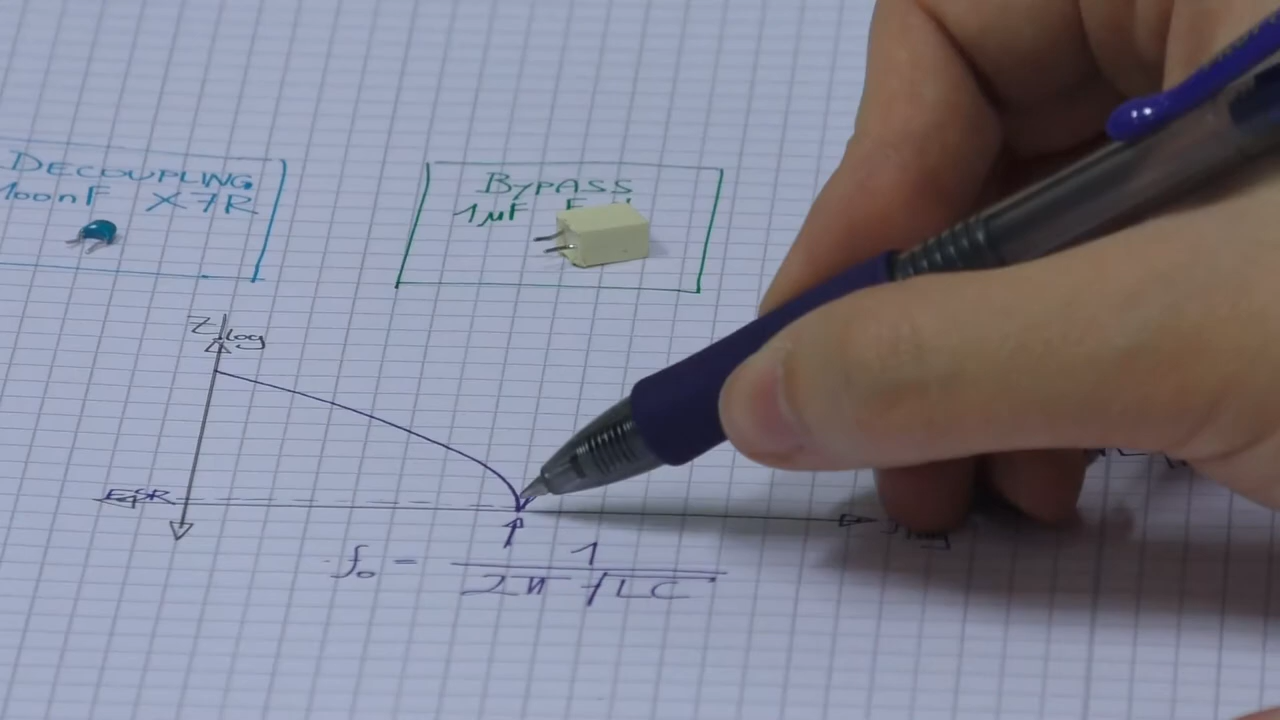 DECOUPLING
100nF X7R
BYPASS
1µF
Z log
ESR
f₀ = 1
2π √LC